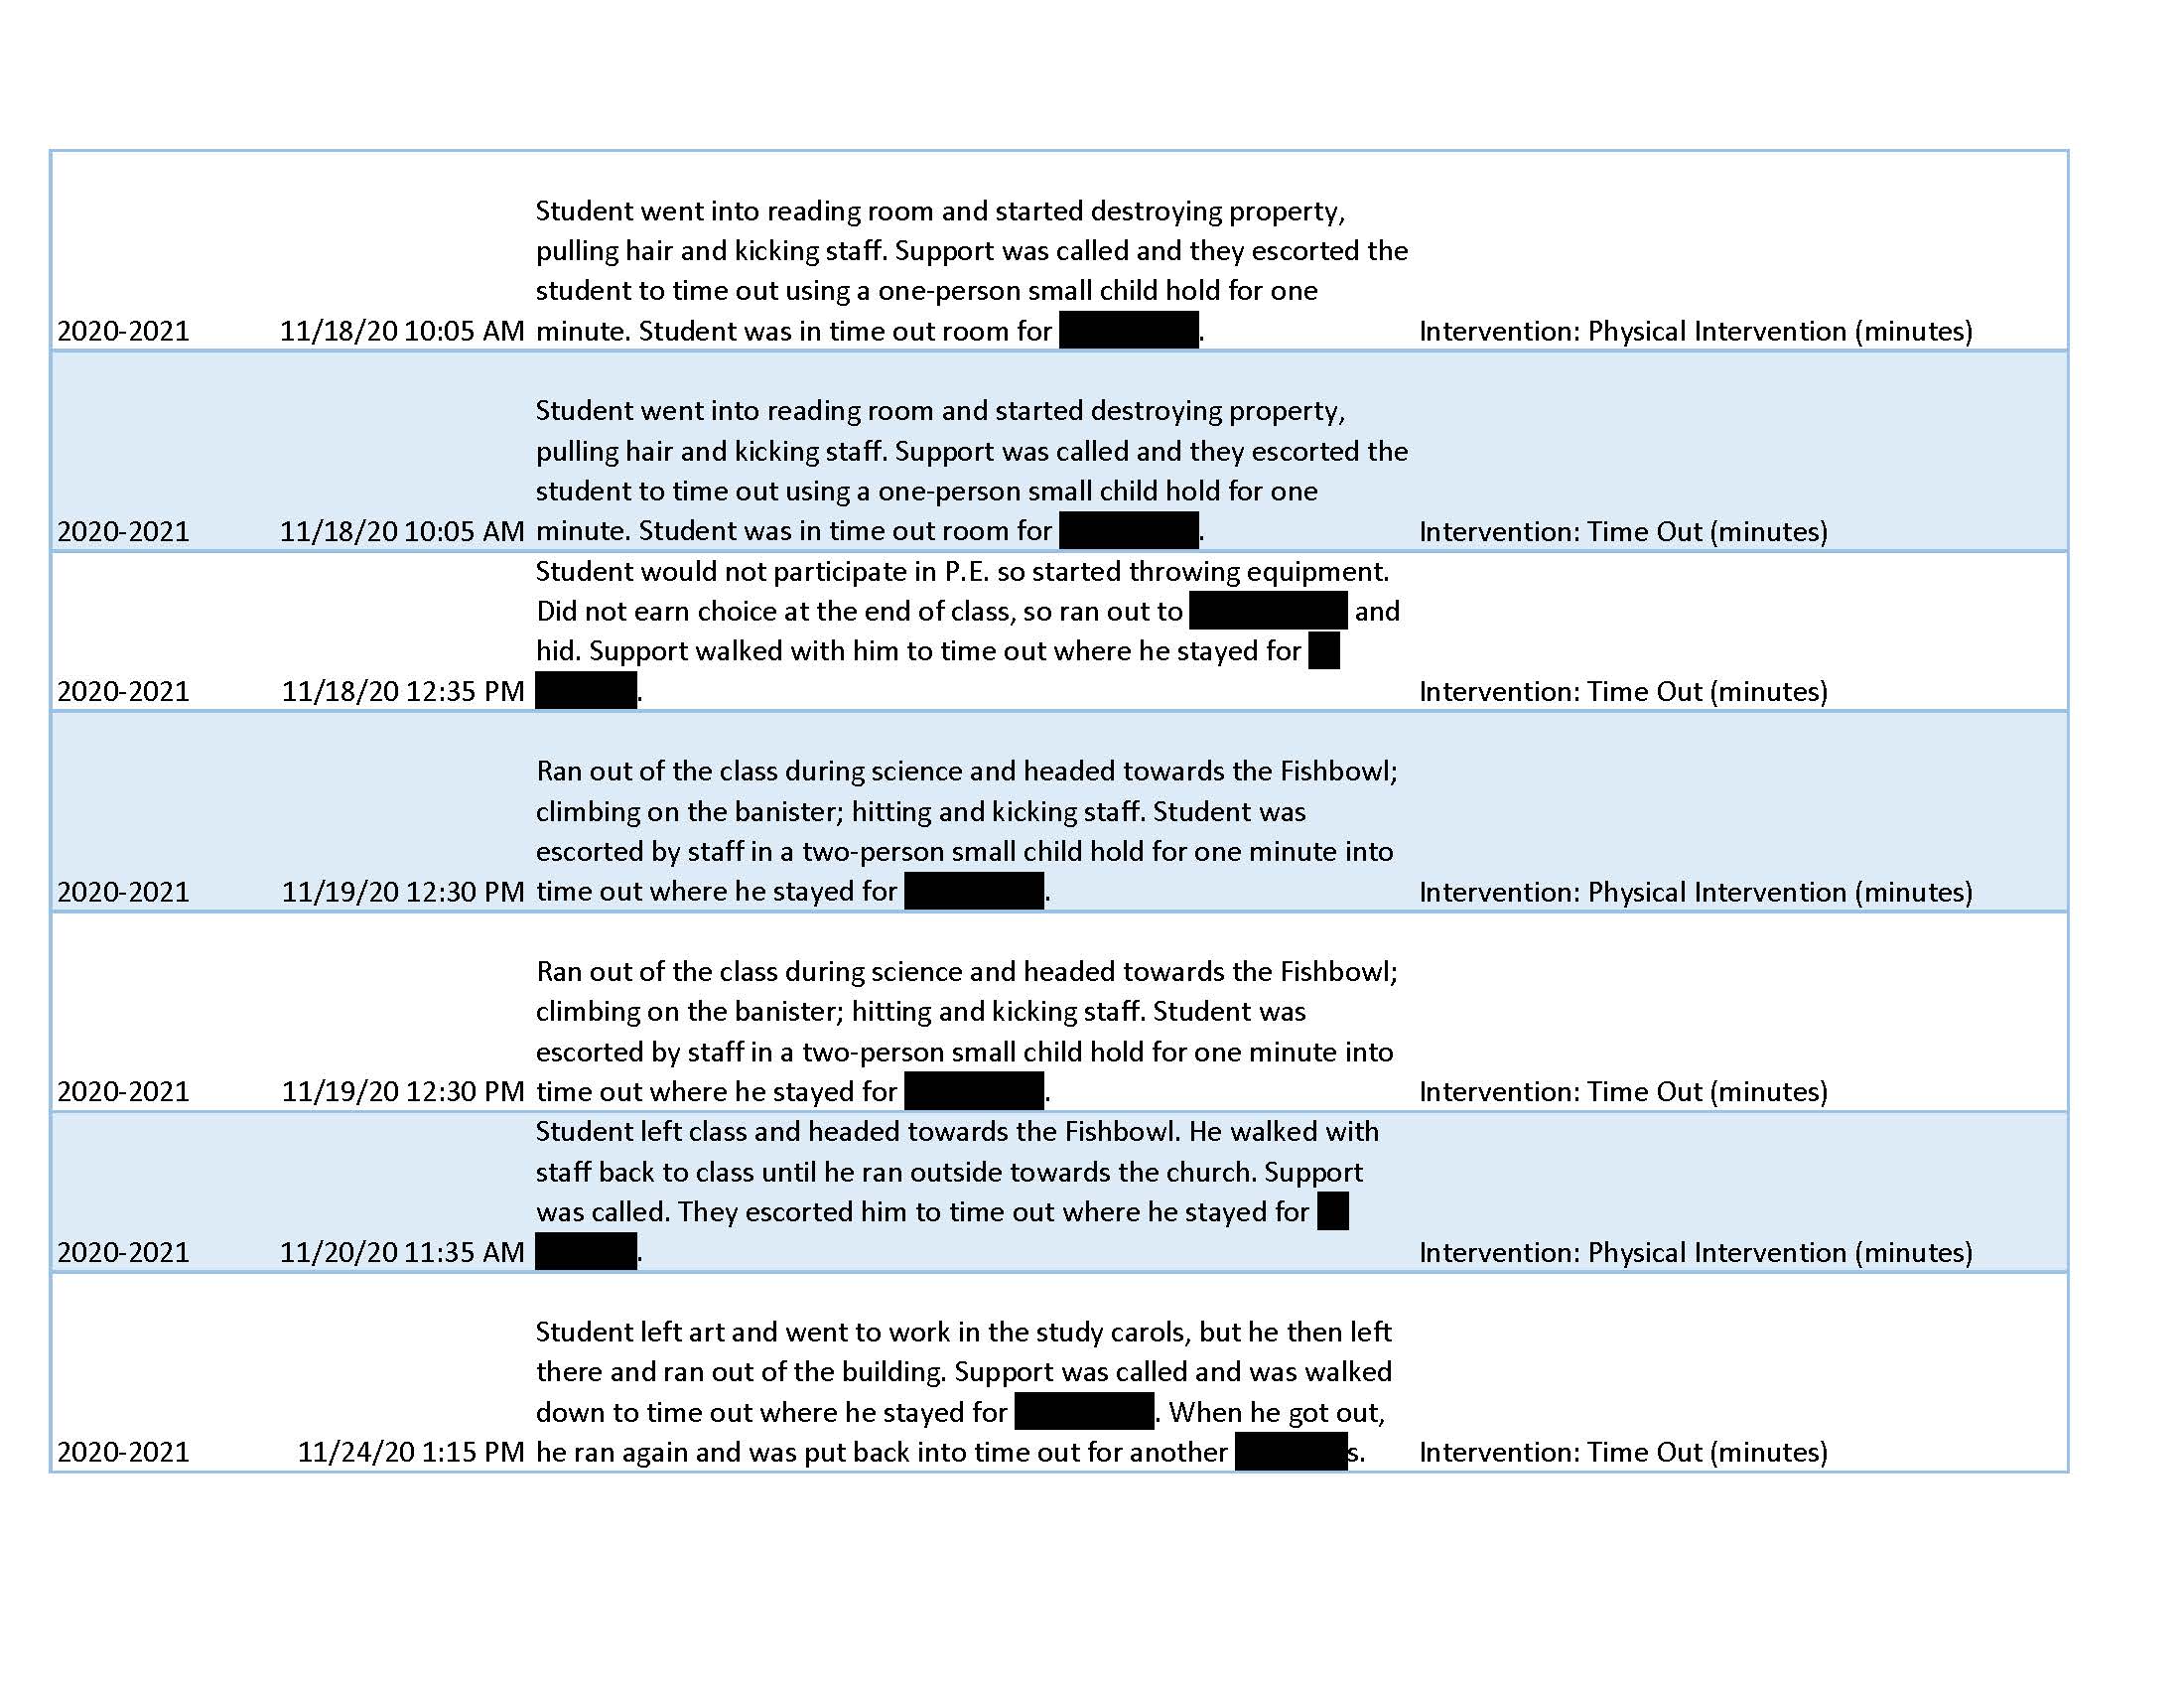 Student went into reading room and started destroying property,
pulling hair and kicking staff. Support was called and they escorted the
student to time out using a one-person small child hold for one
2020-2021 11/18/20 10:05 AM minute. Student was in time out room for . Intervention: Physical Intervention (minutes)
Student went into reading room and started destroying property,
pulling hair and kicking staff. Support was called and they escorted the
student to time out using a one-person small child hold for one
2020-2021 11/18/20 10:05 AM minute. Student was in time out room for . Intervention: Time Out (minutes)
Student would not participate in P.E. so started throwing equipment.
Did not earn choice at the end of class, so ran out to and
hid. Support walked with him to time out where he stayed for
2020-2021 11/18/20 12:35 PM . Intervention: Time Out (minutes)
Ran out of the class during science and headed towards the Fishbowl;
climbing on the banister; hitting and kicking staff. Student was
escorted by staff in a two-person small child hold for one minute into
2020-2021 11/19/20 12:30 PM time out where he stayed for . Intervention: Physical Intervention (minutes)
Ran out of the class during science and headed towards the Fishbowl;
climbing on the banister; hitting and kicking staff. Student was
escorted by staff in a two-person small child hold for one minute into
2020-2021 11/19/20 12:30 PM time out where he stayed for . Intervention: Time Out (minutes)
Student left class and headed towards the Fishbowl. He walked with
staff back to class until he ran outside towards the church. Support
was called. They escorted him to time out where he stayed for
2020-2021 11/20/20 11:35 AM . Intervention: Physical Intervention (minutes)
Student left art and went to work in the study carols, but he then left
there and ran out of the building. Support was called and was walked
down to time out where he stayed for . When he got out,
2020-2021 11/24/20 1:15 PM he ran again and was put back into time out for another s. Intervention: Time Out (minutes)